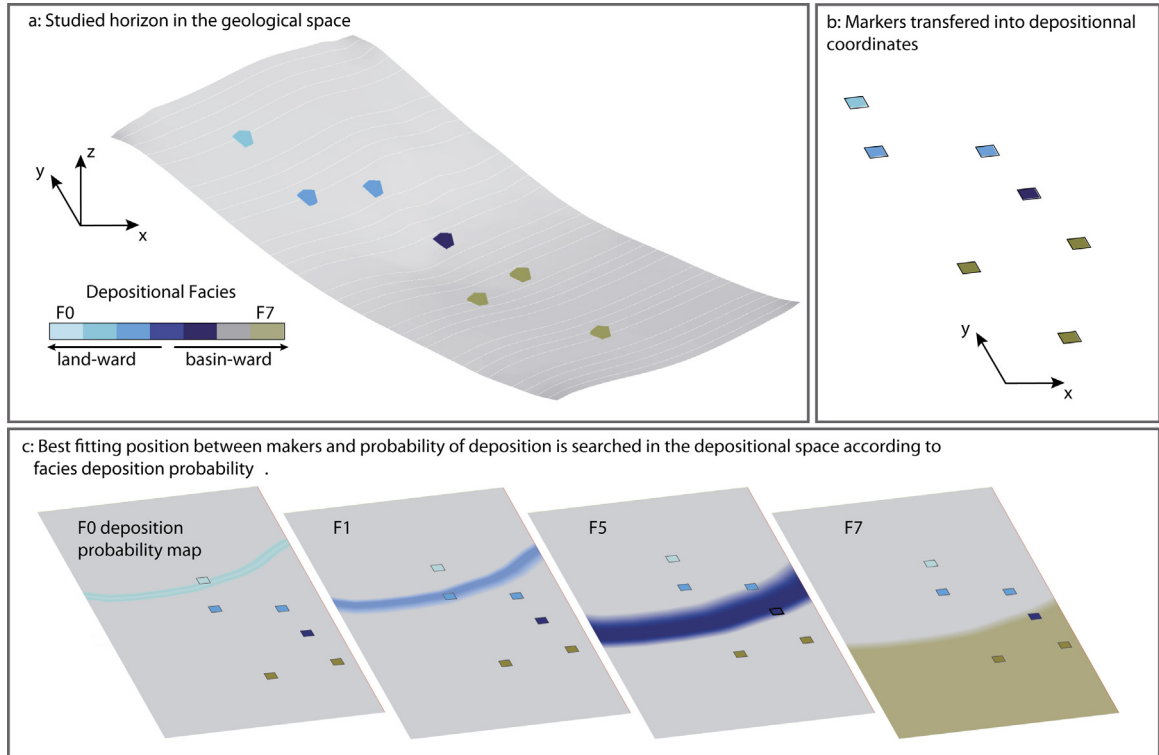 a: Studied horizon in the geological space
z
y
x
Depositional Facies
F0 F7
land-ward basin-ward
b: Markers transfered into depositionnal
coordinates
y
x
c: Best fitting position between makers and probability of deposition is searched in the depositional space according to
facies deposition probability .
F0 deposition
probability map
F1
F5
F7